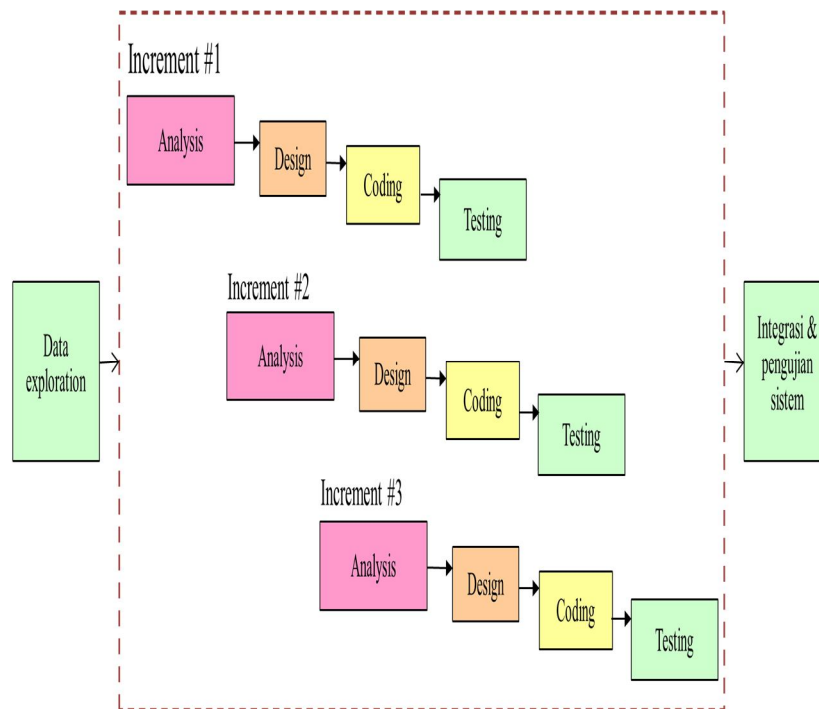 Increment #1
Analysis
Design
Coding
Testing
Increment #2
Data
exploration
Analysis
Design
Coding
Testing
Integrasi &
pengujian
sistem
Increment #3
Analysis
Design
Coding
Testing